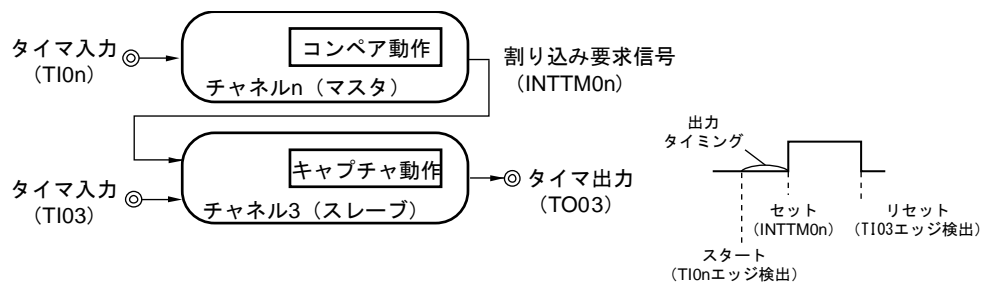 タイマ入力
(TI0n)
コンペア動作
チャネルn(マスタ)
割り込み要求信号
(INTTM0n)
タイマ入力
(TI03)
キャプチャ動作
チャネル3(スレーブ)
タイマ出力
(TO03)
出力
タイミング
セット
(INTTM0n)
リセット
(TI03エッジ検出)
スタート
(TI0nエッジ検出)